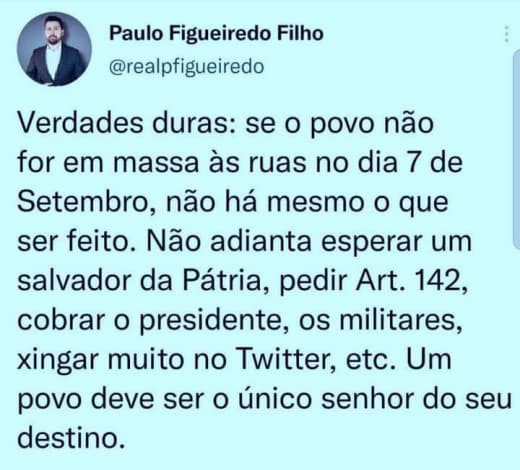 Paulo Figueiredo Filho
@realpfigueiredo
Verdades duras: se o povo não
for em massa às ruas no dia 7 de
Setembro, não há mesmo o que
ser feito. Não adianta esperar um
salvador da Pátria, pedir Art. 142,
cobrar o presidente, os militares,
xingar muito no Twitter, etc. Um
povo deve ser o único senhor do seu
destino.